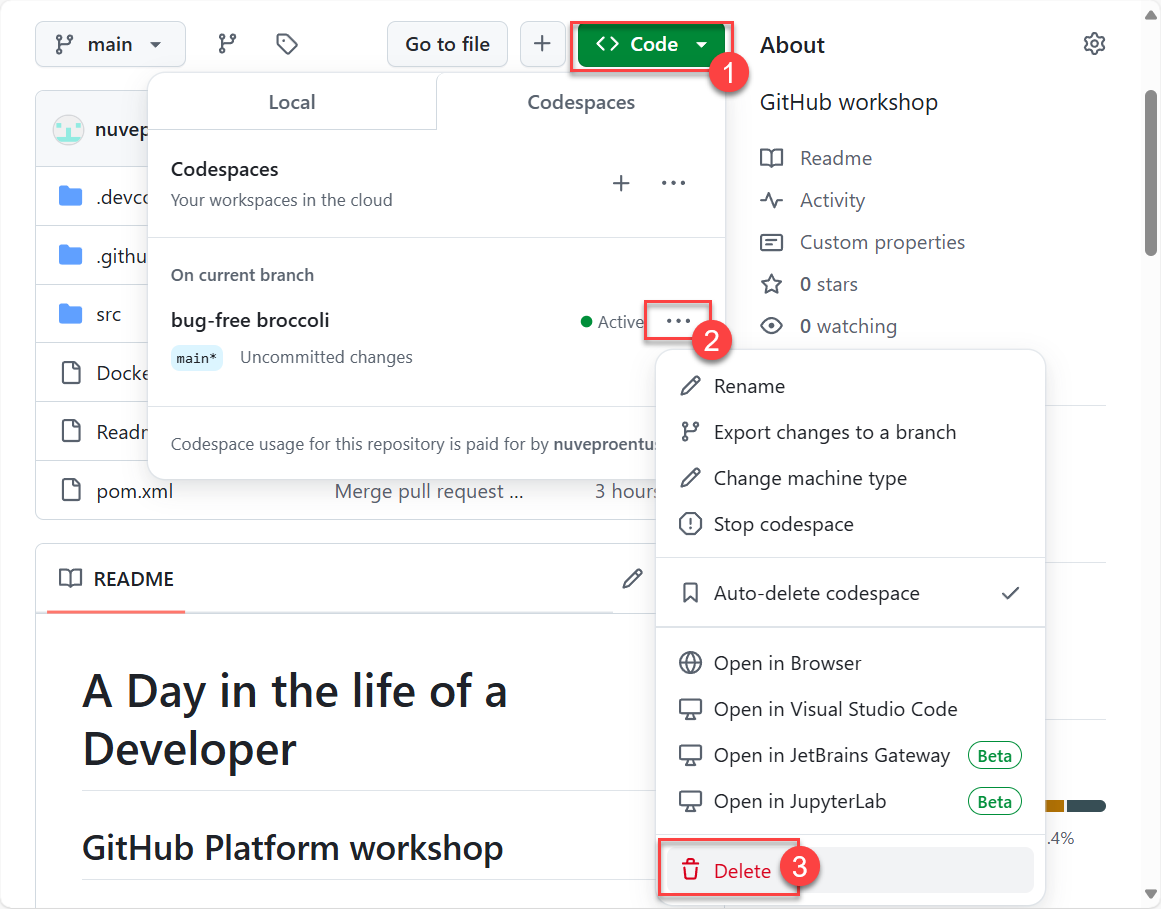 main
Go to file
Code
1
About
Local
Codespaces
GitHub workshop
nuvep
Codespaces
Your workspaces in the cloud
Readme
.devco
Activity
.githu
Custom properties
On current branch
src
0 stars
bug-free broccoli
Active
2
0 watching
main*
Uncommitted changes
Docke
Rename
Readr
Export changes to a branch
Codespace usage for this repository is paid for by nuveproentus
Change machine type
pom.xml
Merge pull request ...
3 hours
Stop codespace
README
Auto-delete codespace
A Day in the life of a
Developer
Open in Browser
Open in Visual Studio Code
Open in JetBrains Gateway Beta
Open in JupyterLab Beta
GitHub Platform workshop
.4%
Delete
3